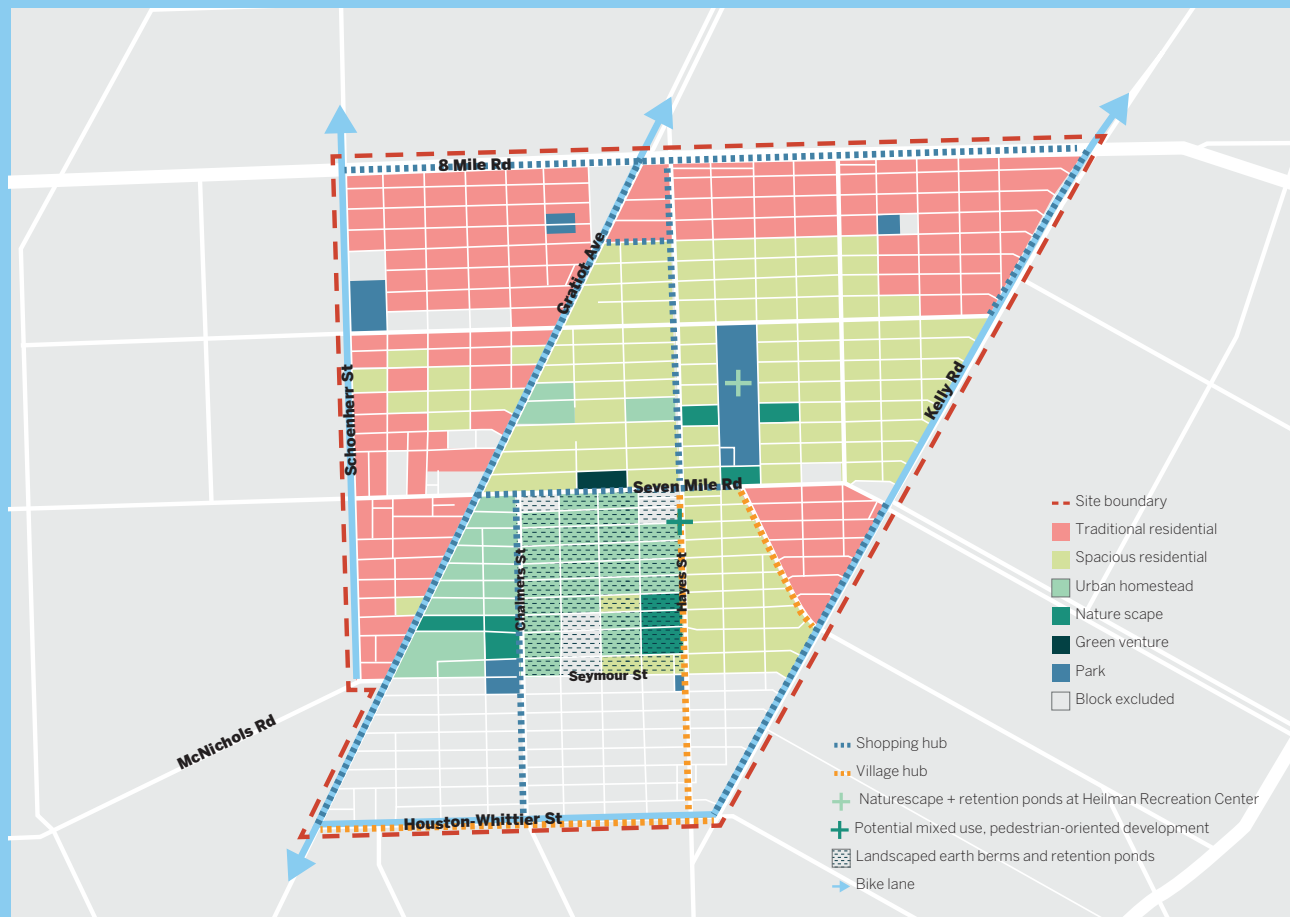 8 Mile Rd
Gratiot Ave
Schoenherr St
Kelly Rd
Seven Mile Rd
Chalmers St
Hayes St
Seymour St
McNichols Rd
Houston-Whittier St
Site boundary
Traditional residential
Spacious residential
Urban homestead
Nature scape
Green venture
Park
Block excluded
Shopping hub
Village hub
Naturescape + retention ponds at Heilman Recreation Center
Potential mixed use, pedestrian-oriented development
Landscaped earth berms and retention ponds
Bike lane